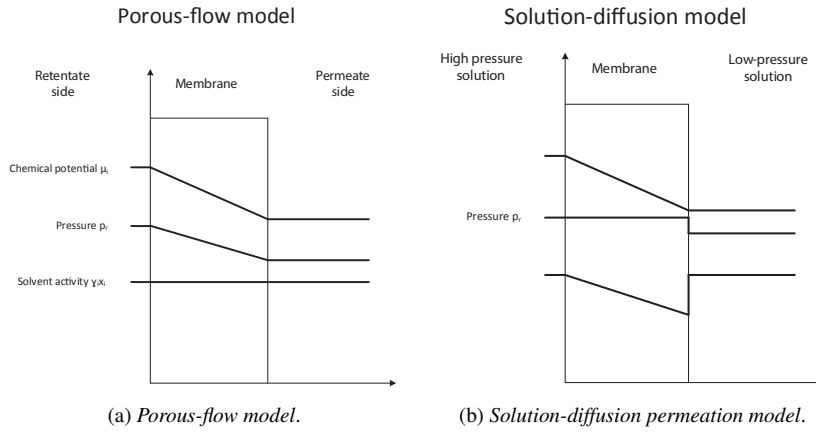 Porous-flow model
Retentate
side
Membrane
Permeate
side
Chemical potential μᵢ
Pressure pᵣ
Solvent activity γᵢxᵢ
(a) Porous-flow model.
Solution-diffusion model
High pressure
solution
Membrane
Low-pressure
solution
Pressure pᵣ
(b) Solution-diffusion permeation model.